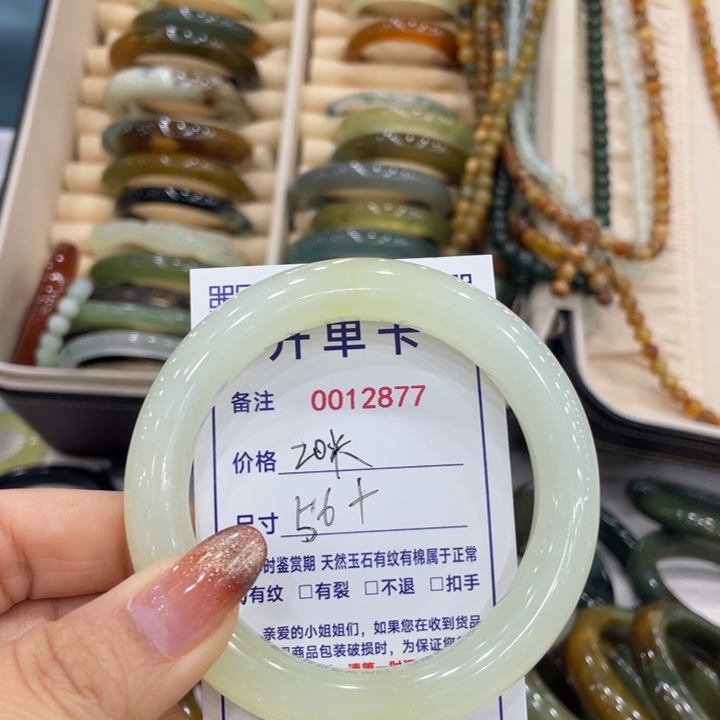 开单卡
备注 0012877
价格 20米
尺寸 56+
时鉴赏期 天然玉石有纹有棉属于正常
有纹 □有裂 □不退 □扣手
亲爱的小姐姐们，如果您在收到货品
商品包装破损时，为保证您